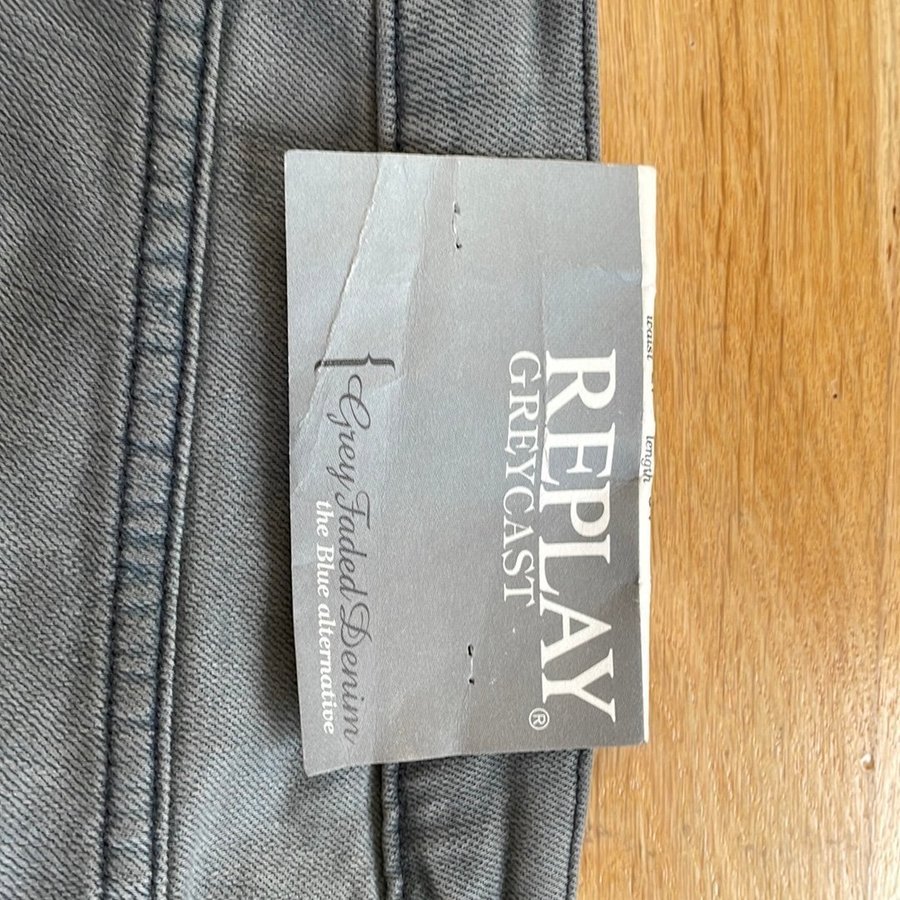 waist
length
REPLAY®
GREYCAST
{ Grey Faded Denim
the Blue alternative